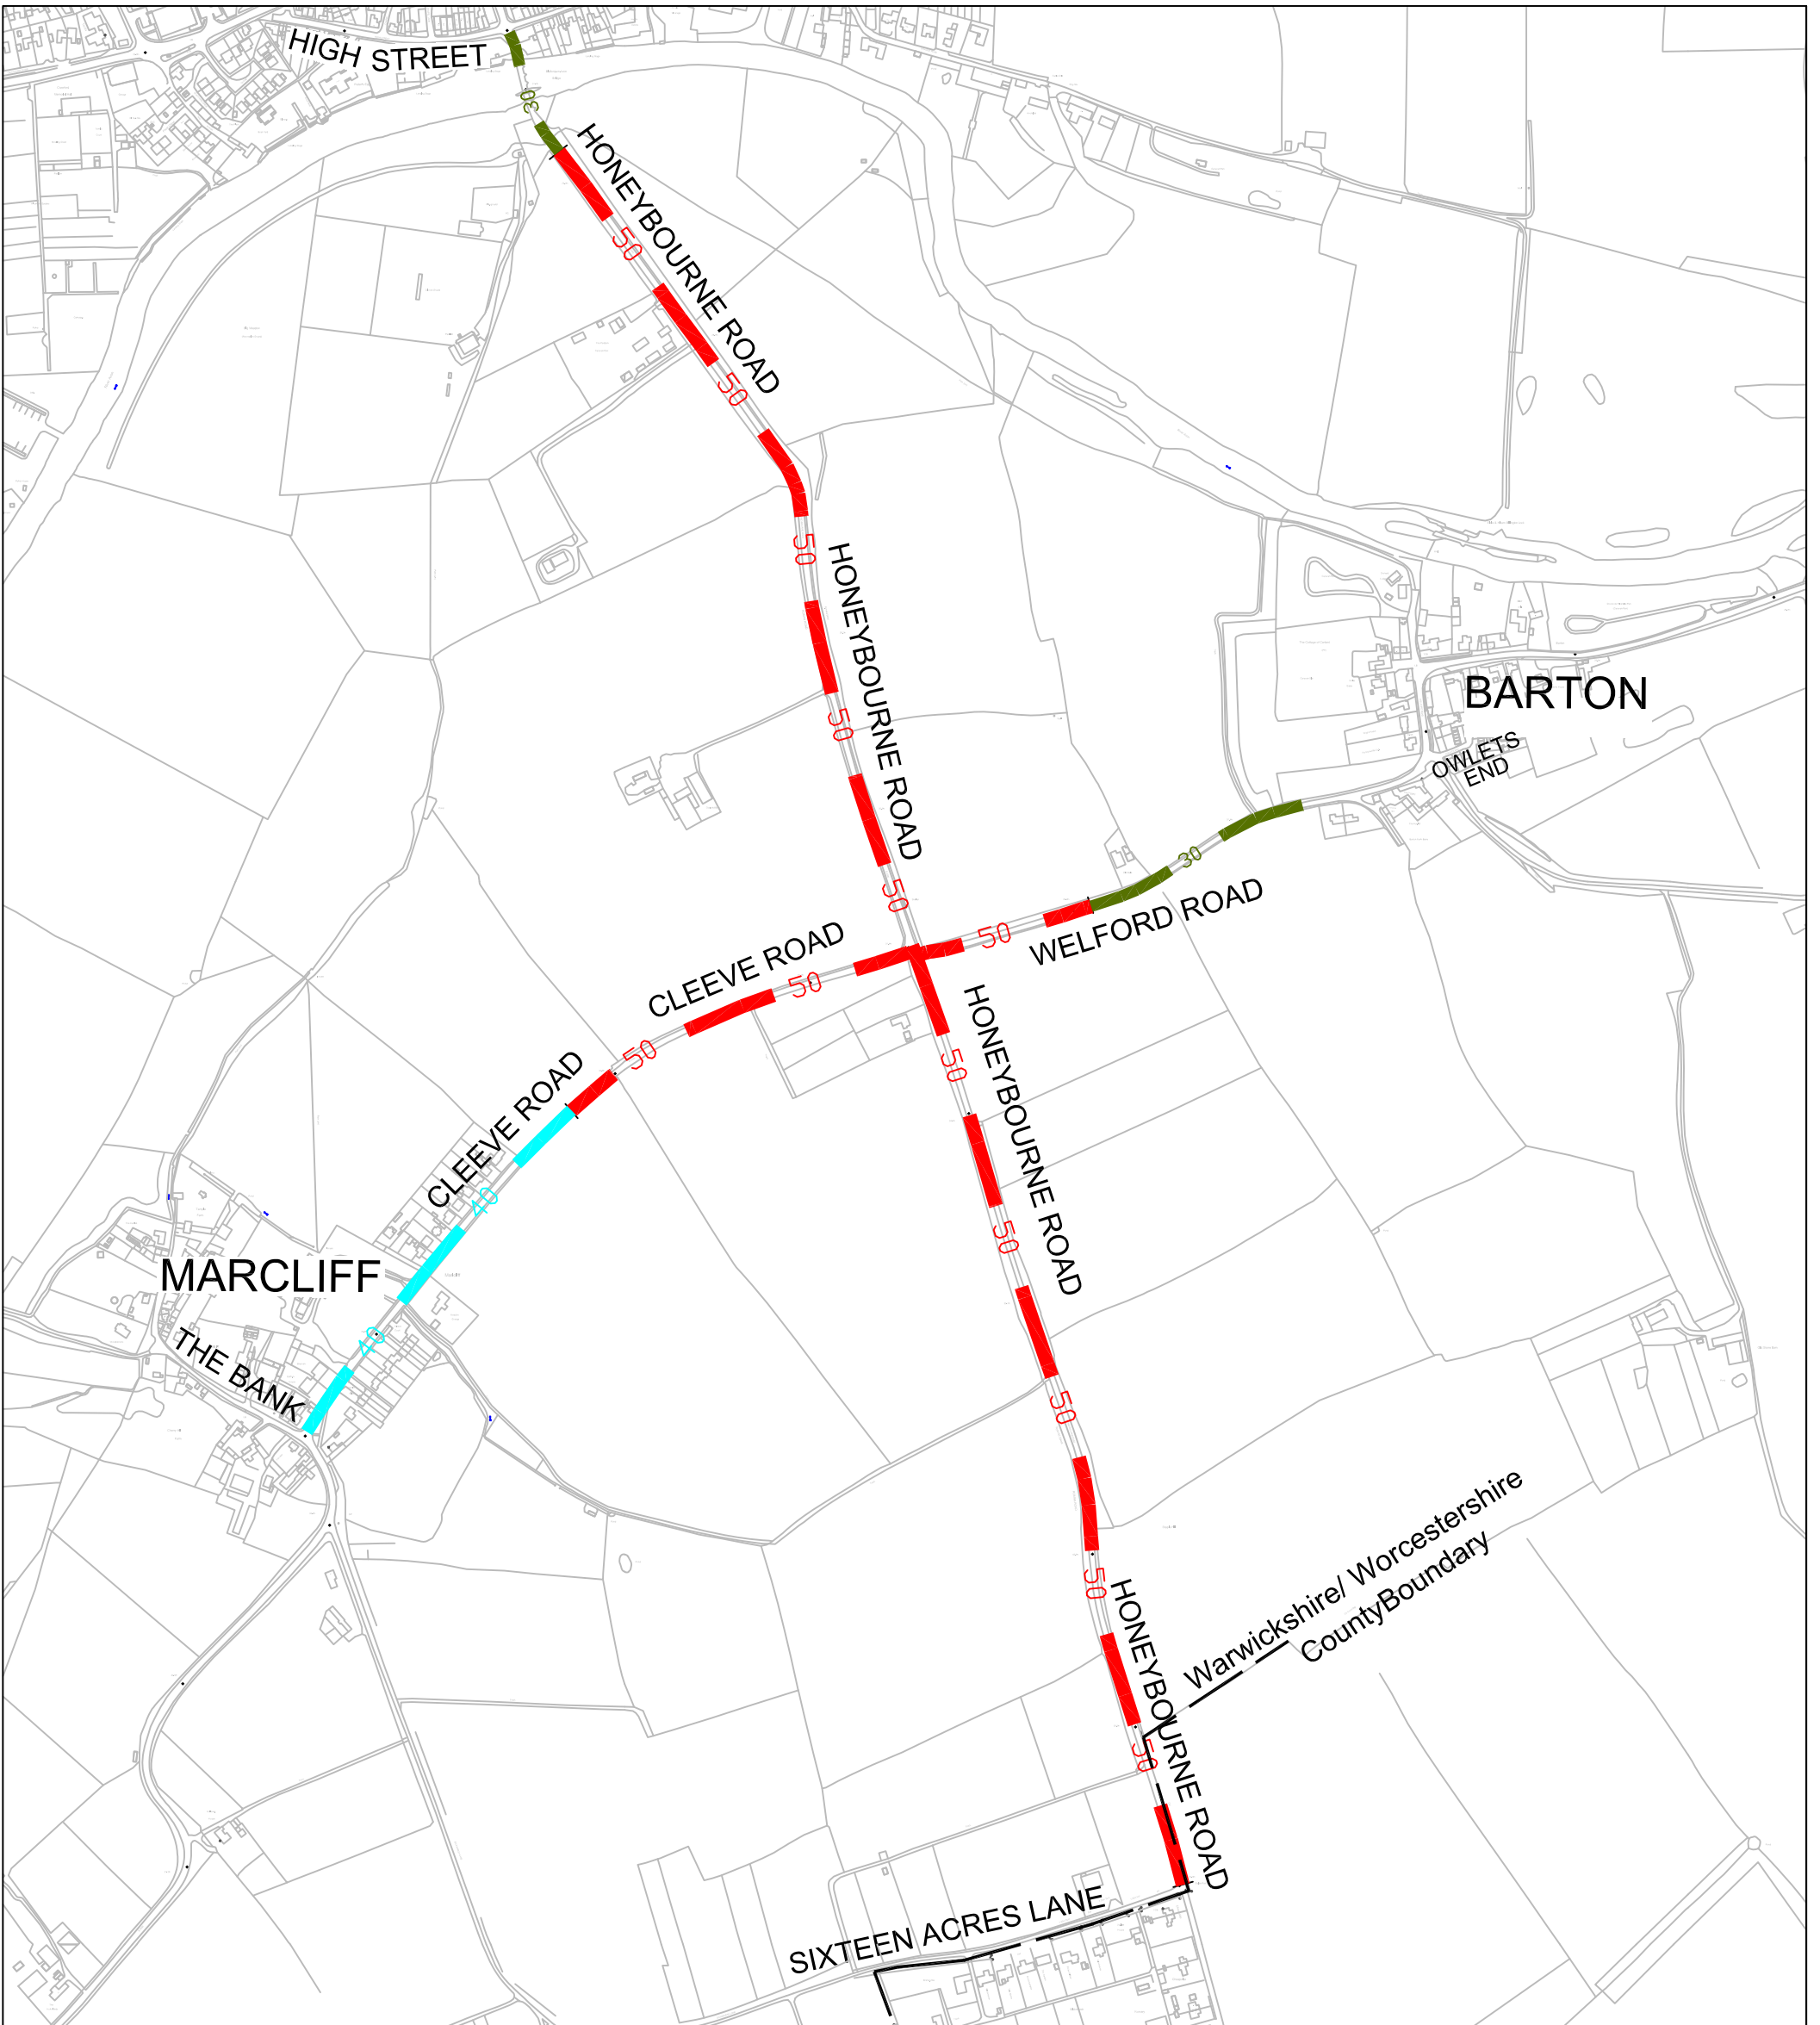 HIGH STREET
30
HONEYBOURNE ROAD
50
50
50
HONEYBOURNE ROAD
50
50
BARTON
OWLETS
END
30
WELFORD ROAD
50
CLEEVE ROAD
50
50
CLEEVE ROAD
40
MARCLIFF
40
THE BANK
HONEYBOURNE ROAD
50
50
50
50
HONEYBOURNE ROAD
50
Warwickshire/ Worcestershire
CountyBoundary
SIXTEEN ACRES LANE